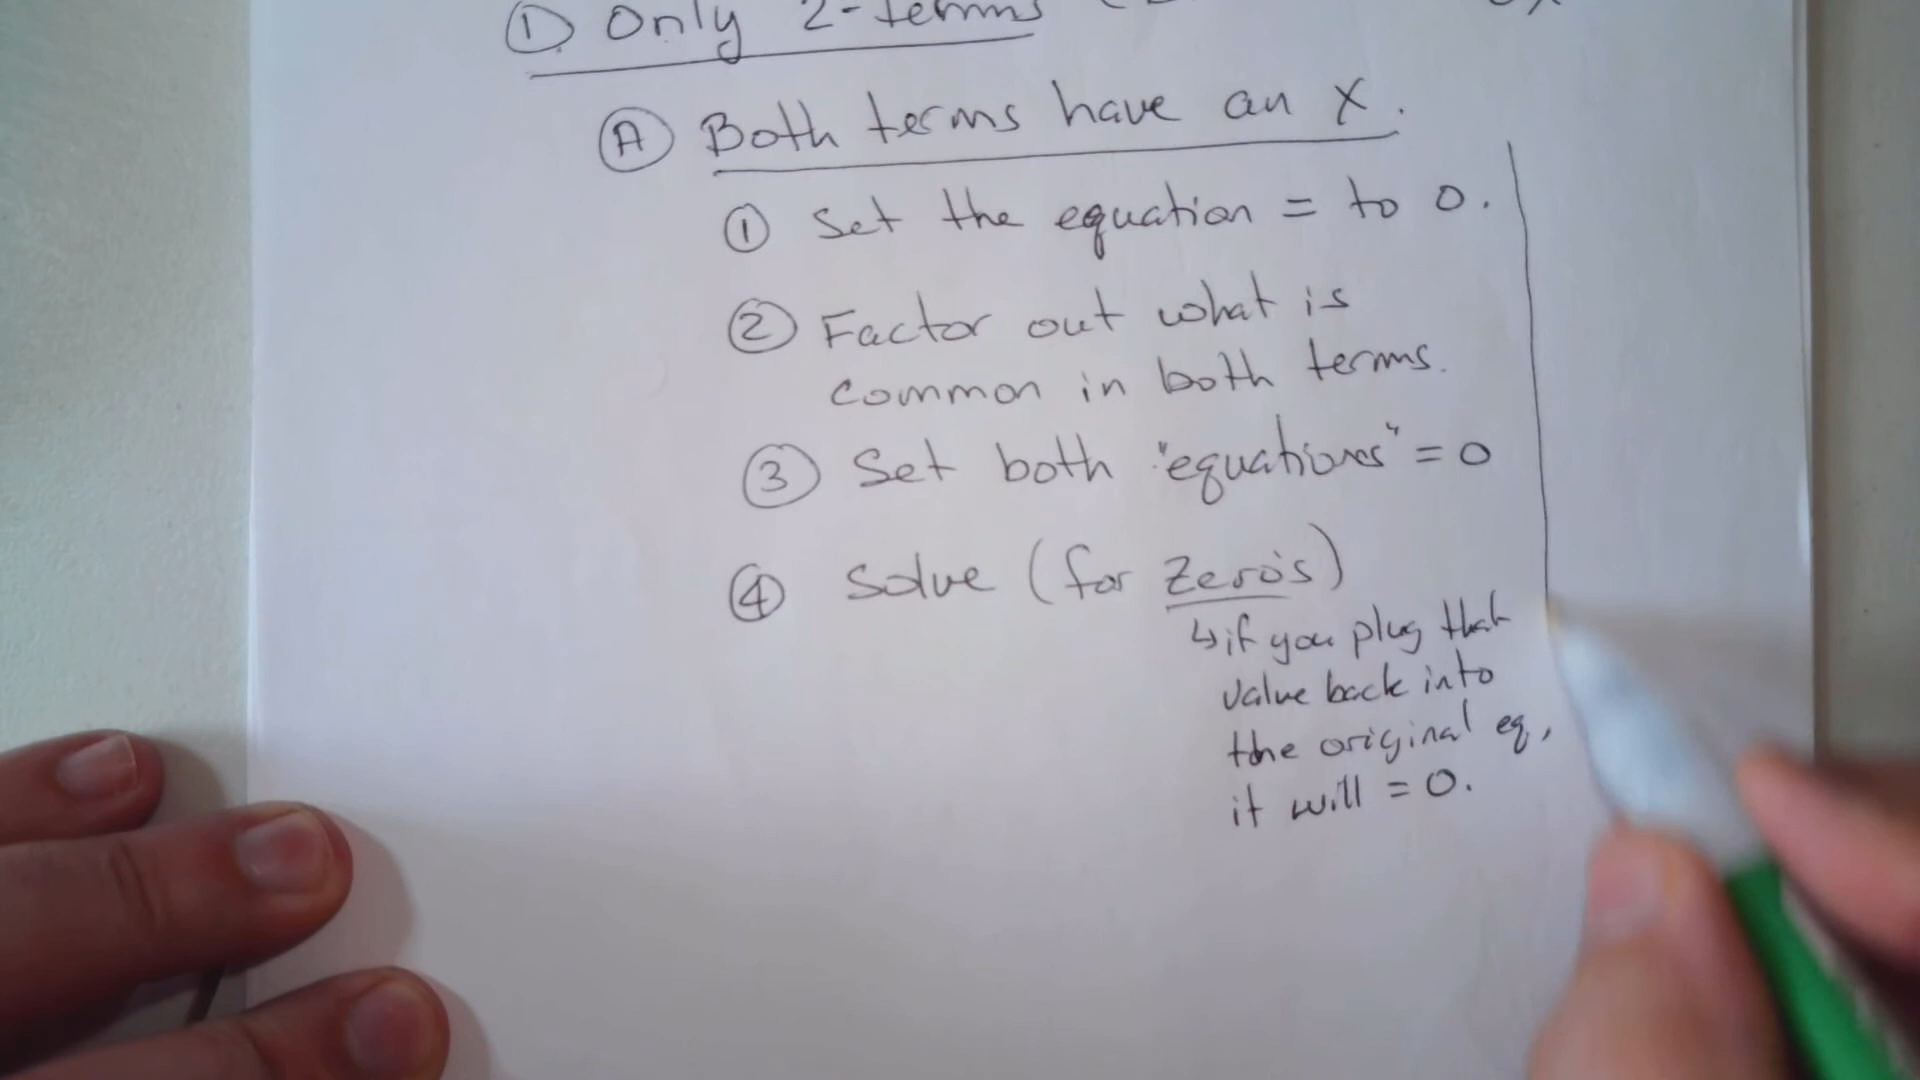 ① Only 2-terms (
Ⓐ Both terms have an X.
① Set the equation = to 0.
② Factor out what is
common in both terms.
③ Set both "equations" = 0
④ Solve (for Zero's)
↳ if you plug that
value back into
the original eq,
it will = 0.